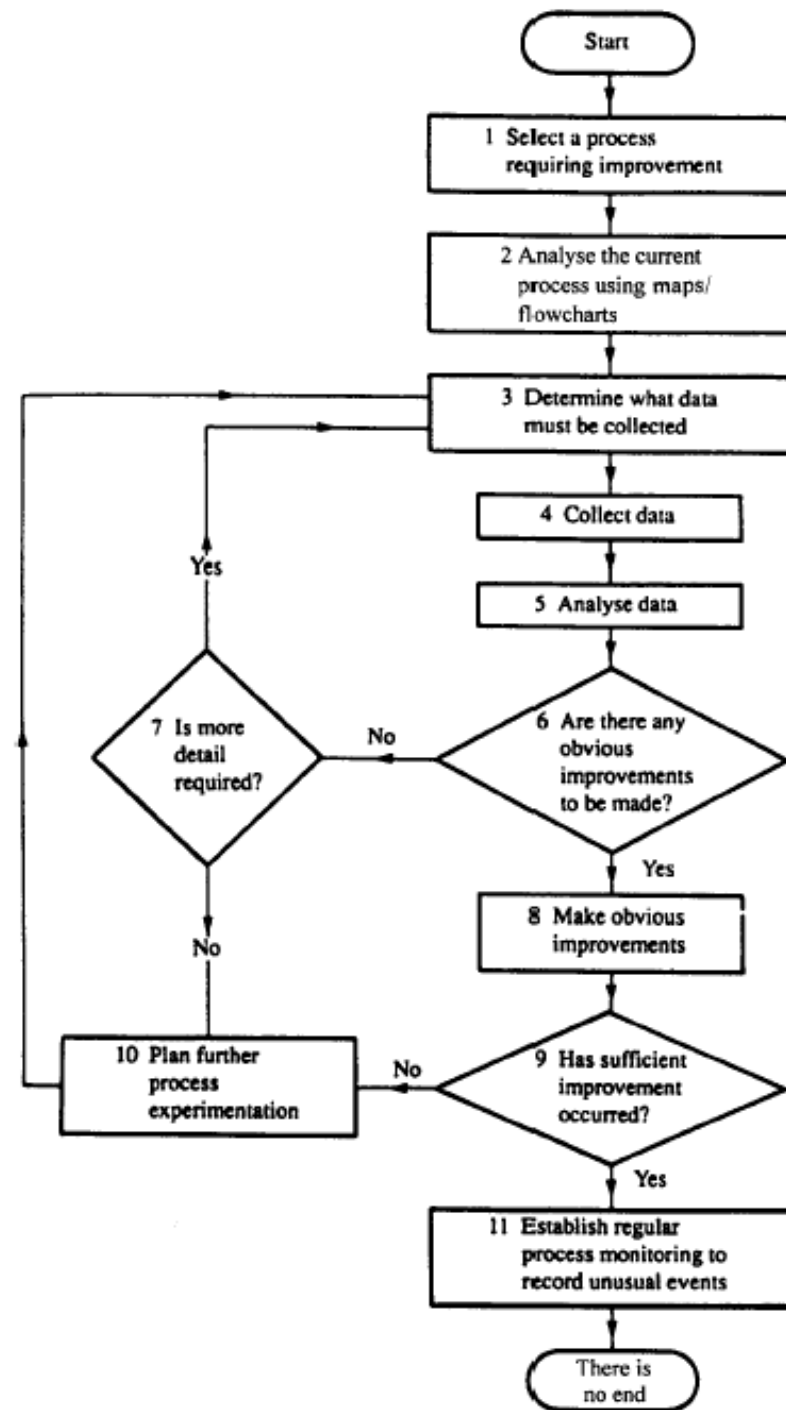 Start
1 Select a process
requiring improvement
2 Analyse the current
process using maps/
flowcharts
3 Determine what data
must be collected
4 Collect data
Yes
5 Analyse data
7 Is more
detail
required?
No
6 Are there any
obvious
improvements
to be made?
Yes
8 Make obvious
improvements
No
10 Plan further
process
experimentation
No
9 Has sufficient
improvement
occurred?
Yes
11 Establish regular
process monitoring to
record unusual events
There is
no end